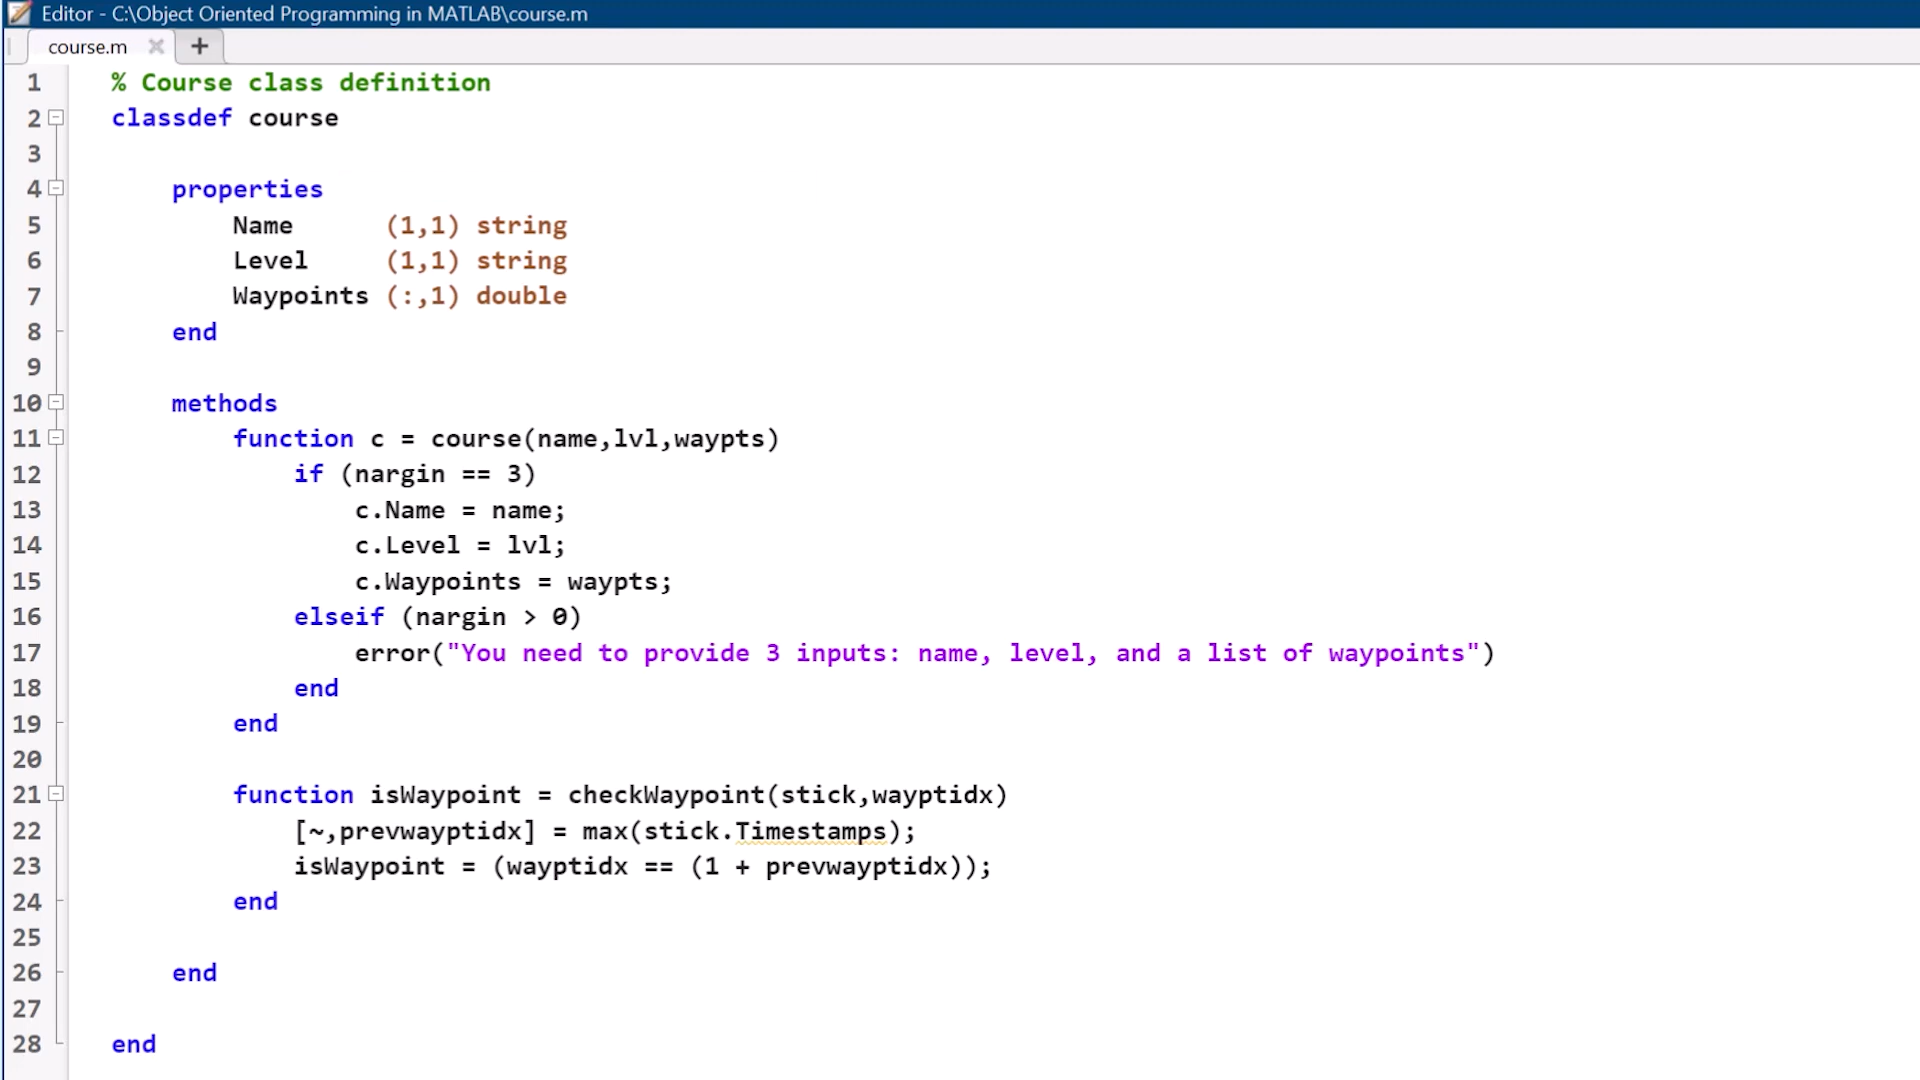 Editor - C:\Object Oriented Programming in MATLAB\course.m
course.m
1 % Course class definition
2 classdef course
3
4     properties
5         Name      (1,1) string
6         Level     (1,1) string
7         Waypoints (:,1) double
8     end
9
10     methods
11         function c = course(name,lvl,waypts)
12             if (nargin == 3)
13                 c.Name = name;
14                 c.Level = lvl;
15                 c.Waypoints = waypts;
16             elseif (nargin > 0)
17                 error("You need to provide 3 inputs: name, level, and a list of waypoints")
18             end
19         end
20
21         function isWaypoint = checkWaypoint(stick,wayptidx)
22             [~,prevwayptidx] = max(stick.Timestamps);
23             isWaypoint = (wayptidx == (1 + prevwayptidx));
24         end
25
26     end
27
28 end